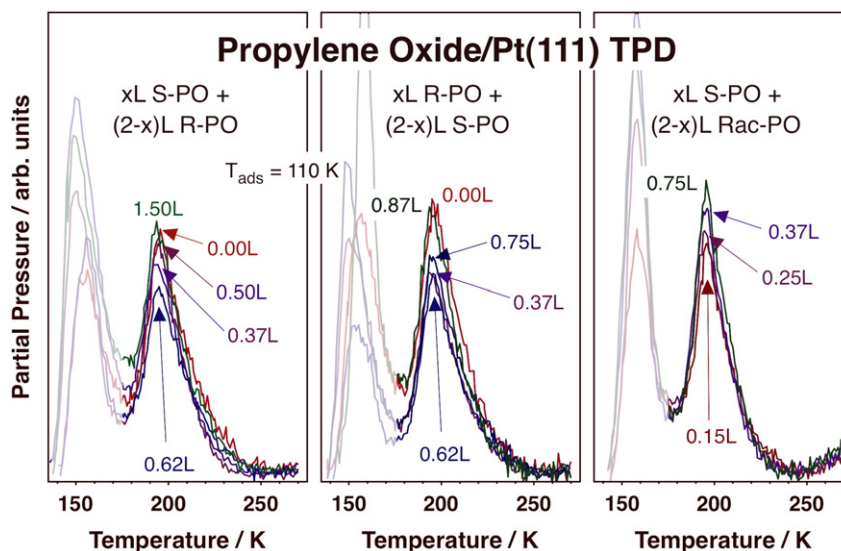 Propylene Oxide/Pt(111) TPD
Partial Pressure / arb. units
xL S-PO +
(2-x)L R-PO
1.50L
0.00L
0.50L
0.37L
0.62L
150
200
250
Temperature / K
xL R-PO +
(2-x)L S-PO
T_ads = 110 K
0.87L
0.00L
0.75L
0.37L
0.62L
150
200
250
Temperature / K
xL S-PO +
(2-x)L Rac-PO
0.75L
0.37L
0.25L
0.15L
150
200
250
Temperature / K